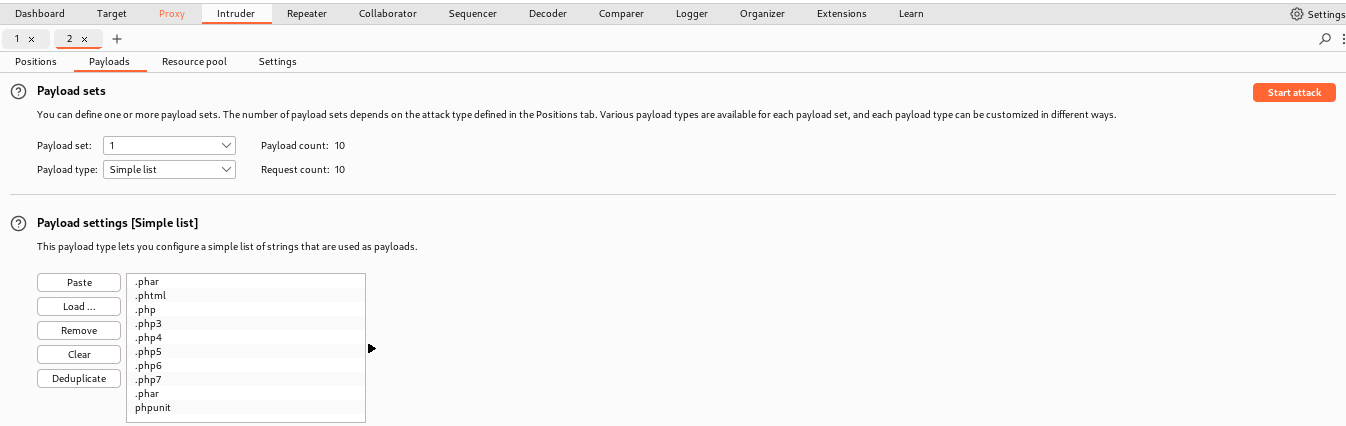 Dashboard Target Proxy Intruder Repeater Collaborator Sequencer Decoder Comparer Logger Organizer Extensions Learn Settings
1 × 2 × +
Positions Payloads Resource pool Settings
? Payload sets Start attack
You can define one or more payload sets. The number of payload sets depends on the attack type defined in the Positions tab. Various payload types are available for each payload set, and each payload type can be customized in different ways.
Payload set: 1 Payload count: 10
Payload type: Simple list Request count: 10
? Payload settings [Simple list]
This payload type lets you configure a simple list of strings that are used as payloads.
Paste
Load ...
Remove
Clear
Deduplicate
.phar
.phtml
.php
.php3
.php4
.php5
.php6
.php7
.phar
phpunit